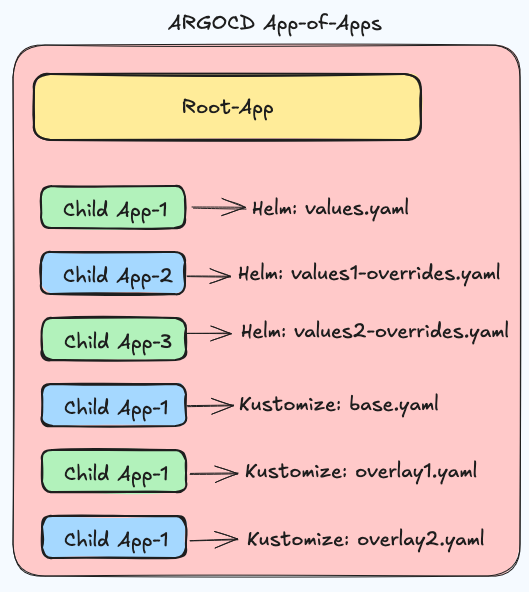 ARGOCD App-of-Apps
Root-App
Child App-1 Helm: values.yaml
Child App-2 Helm: values1-overrides.yaml
Child App-3 Helm: values2-overrides.yaml
Child App-1 Kustomize: base.yaml
Child App-1 Kustomize: overlay1.yaml
Child App-1 Kustomize: overlay2.yaml